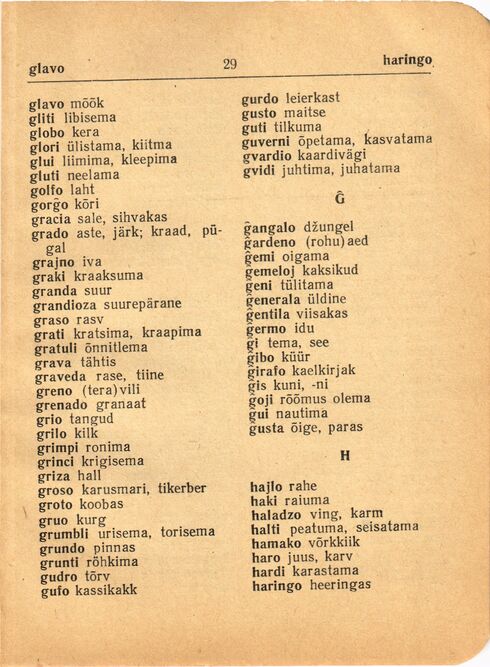 glavo
29
haringo
glavo mõõk
gliti libisema
globo kera
glori ülistama, kiitma
glui liimima, kleepima
gluti neelama
golfo laht
gorĝo kõri
gracia sale, sihvakas
grado aste, järk; kraad, pü-
gal
grajno iva
graki kraaksuma
granda suur
grandioza suurepärane
graso rasv
grati kratsima, kraapima
gratuli õnnitlema
grava tähtis
graveda rase, tiine
greno (tera)vili
grenado granaat
grio tangud
grilo kilk
grimpi ronima
grinci krigisema
griza hall
groso karusmari, tikerber
groto koobas
gruo kurg
grumbli urisema, torisema
grundo pinnas
grunti röhkima
gudro tõrv
gufo kassikakk
gurdo leierkast
gusto maitse
guti tilkuma
guverni õpetama, kasvatama
gvardio kaardivägi
gvidi juhtima, juhatama
Ĝ
ĝangalo džungel
ĝardeno (rohu)aed
ĝemi oigama
ĝemeloj kaksikud
ĝeni tülitama
ĝenerala üldine
ĝentila viisakas
ĝermo idu
ĝi tema, see
ĝibo küür
ĝirafo kaelkirjak
ĝis kuni, -ni
ĝoji rõõmus olema
ĝui nautima
ĝusta õige, paras
H
hajlo rahe
haki raiuma
haladzo ving, karm
halti peatuma, seisatama
hamako võrkkiik
haro juus, karv
hardi karastama
haringo heeringas